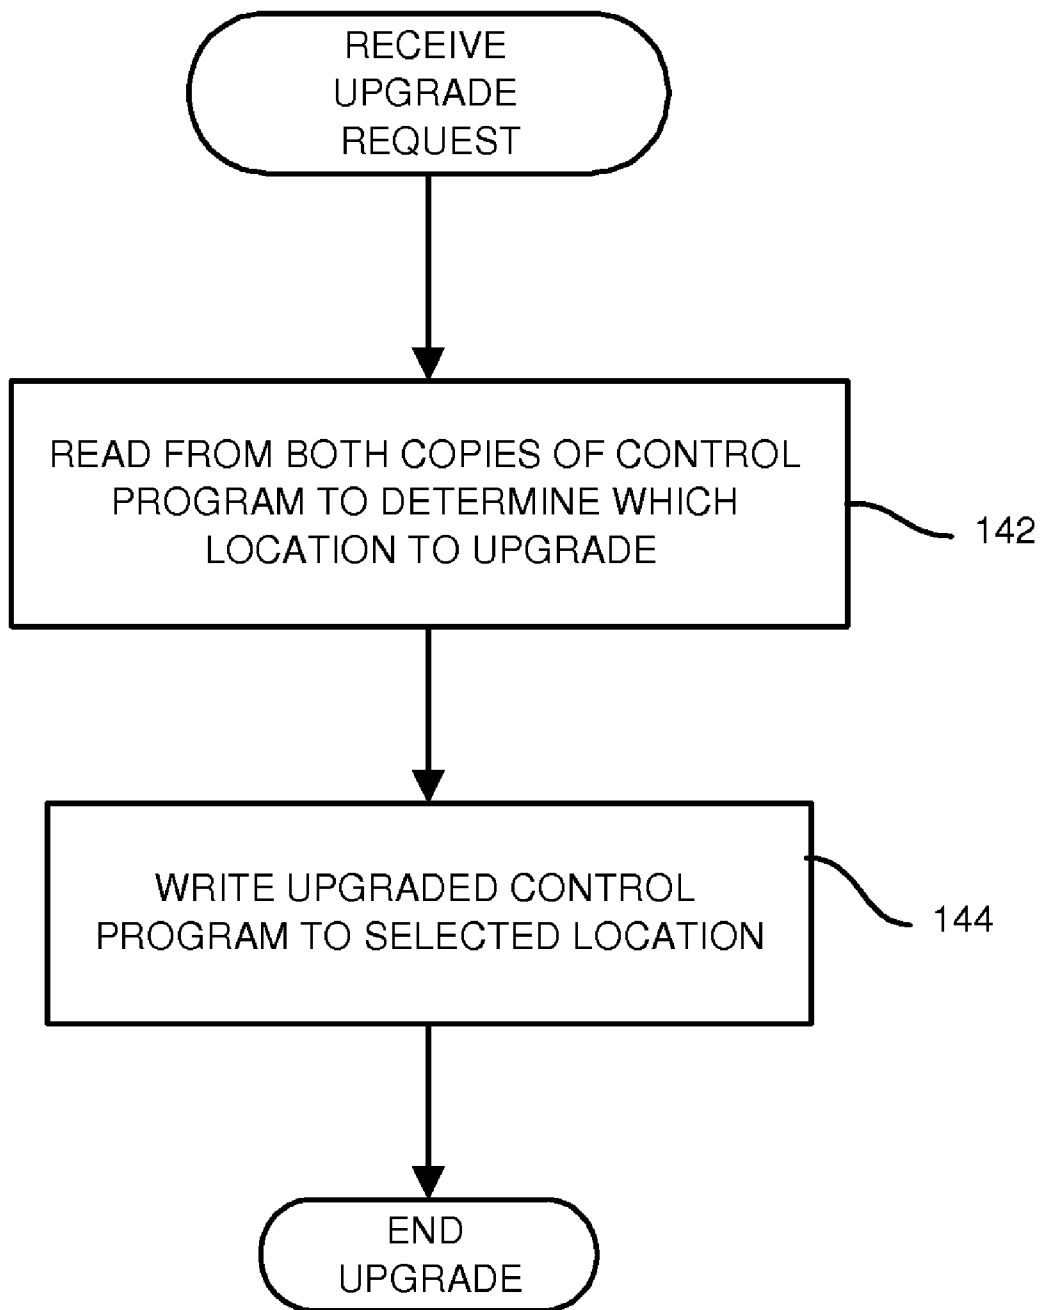 RECEIVE
UPGRADE
REQUEST
READ FROM BOTH COPIES OF CONTROL
PROGRAM TO DETERMINE WHICH
LOCATION TO UPGRADE
142
WRITE UPGRADED CONTROL
PROGRAM TO SELECTED LOCATION
144
END
UPGRADE